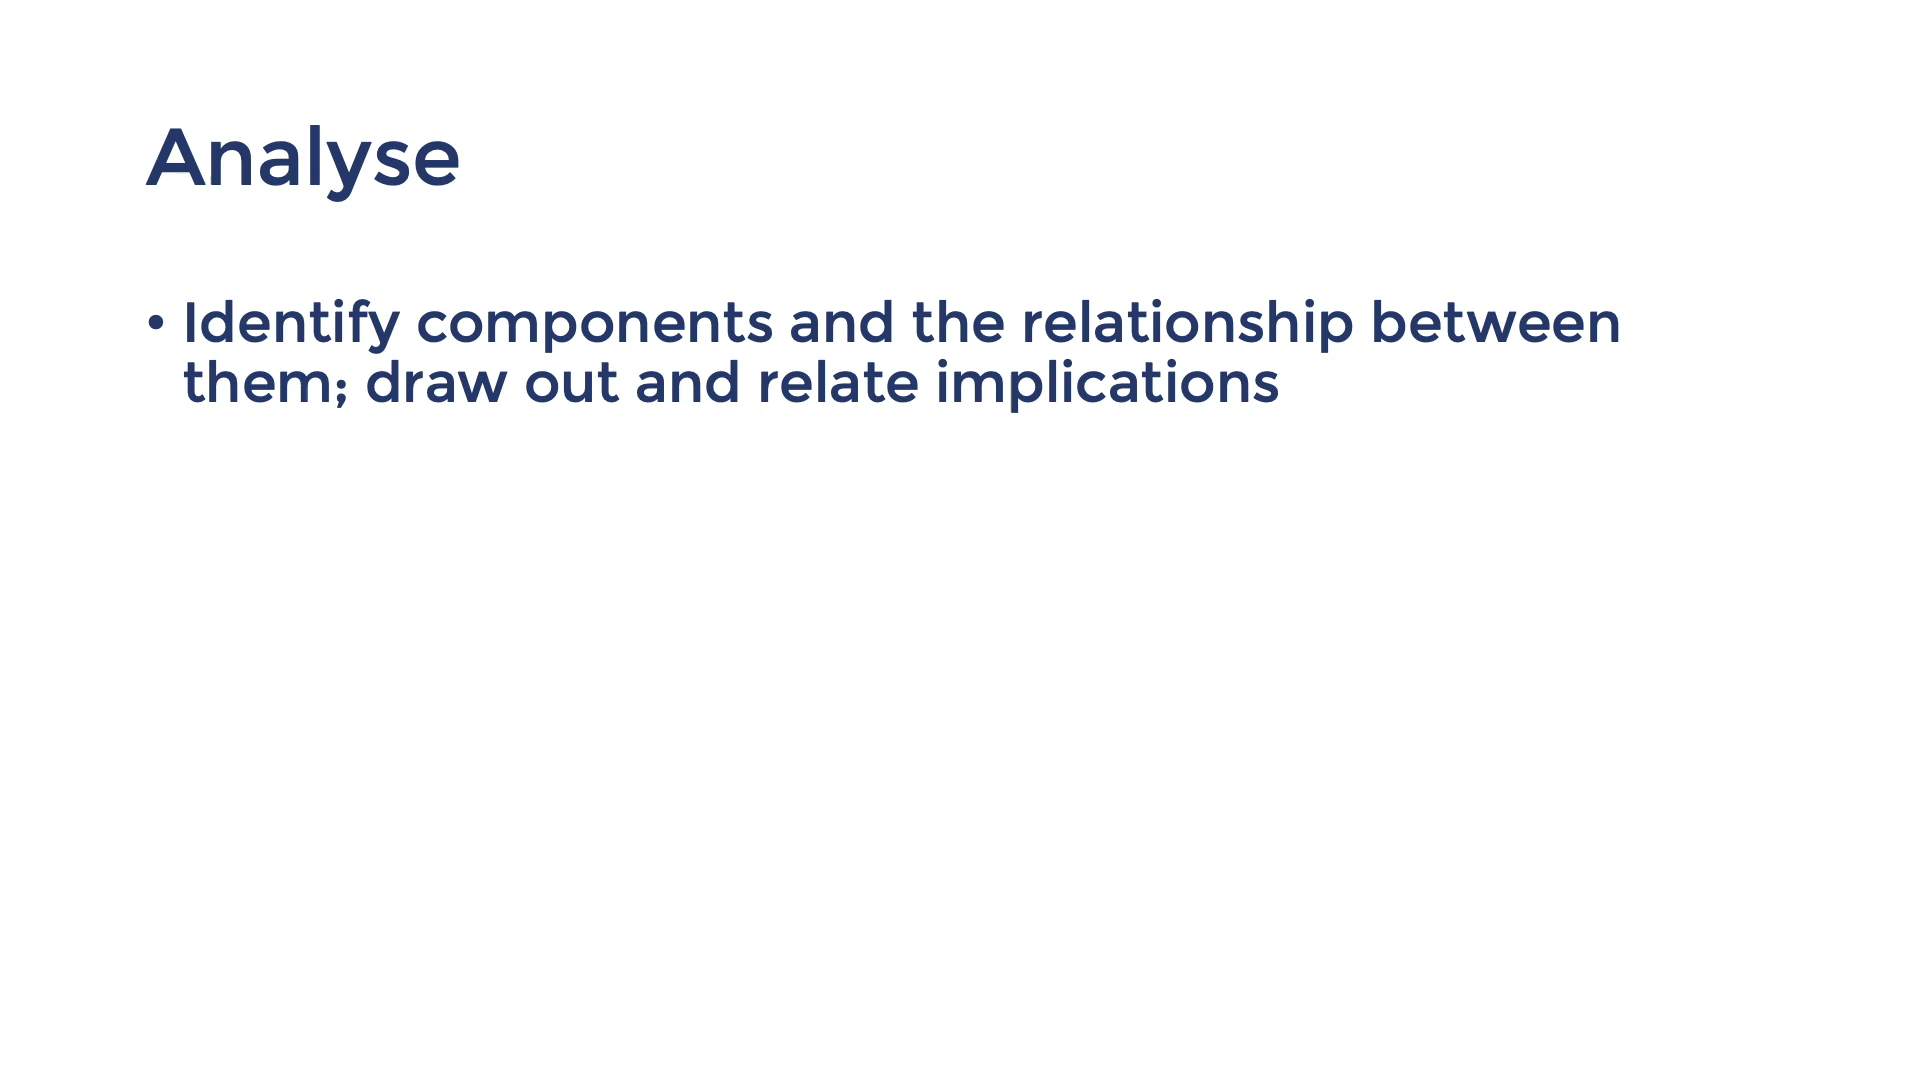 Analyse
• Identify components and the relationship between
them; draw out and relate implications